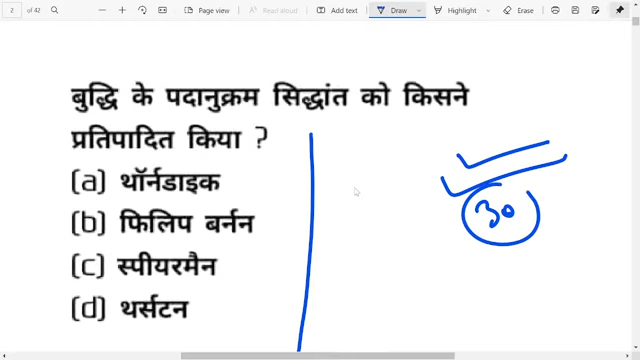 2 of 42 Page view Read aloud Add text Draw Highlight Erase
बुद्धि के पदानुक्रम सिद्धांत को किसने
प्रतिपादित किया ?
(a) थॉर्नडाइक
(b) फिलिप बर्नन
(c) स्पीयरमैन
(d) थर्सटन
30